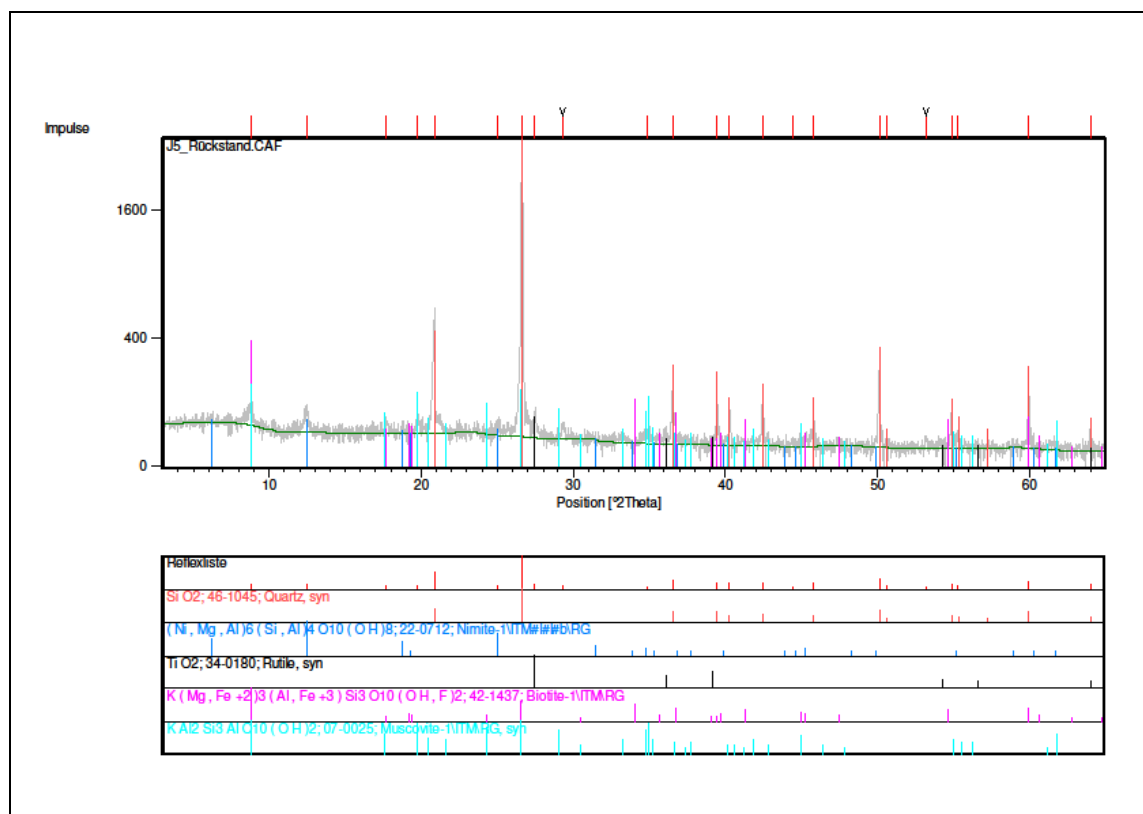 Impulse
J5_Rückstand.CAF
1600
400
0
10 20 30 40 50 60
Position [°2Theta]
Reflexliste
Si O2; 46-1045; Quartz, syn
( Ni , Mg , Al )6 ( Si , Al )4 O10 ( O H )8; 22-0712; Nimite-1\ITM#I##b\RG
Ti O2; 34-0180; Rutile, syn
K ( Mg , Fe +2 )3 ( Al , Fe +3 ) Si3 O10 ( O H , F )2; 42-1437; Biotite-1\ITM\RG
K Al2 Si3 Al O10 ( O H )2; 07-0025; Muscovite-1\ITM\RG, syn